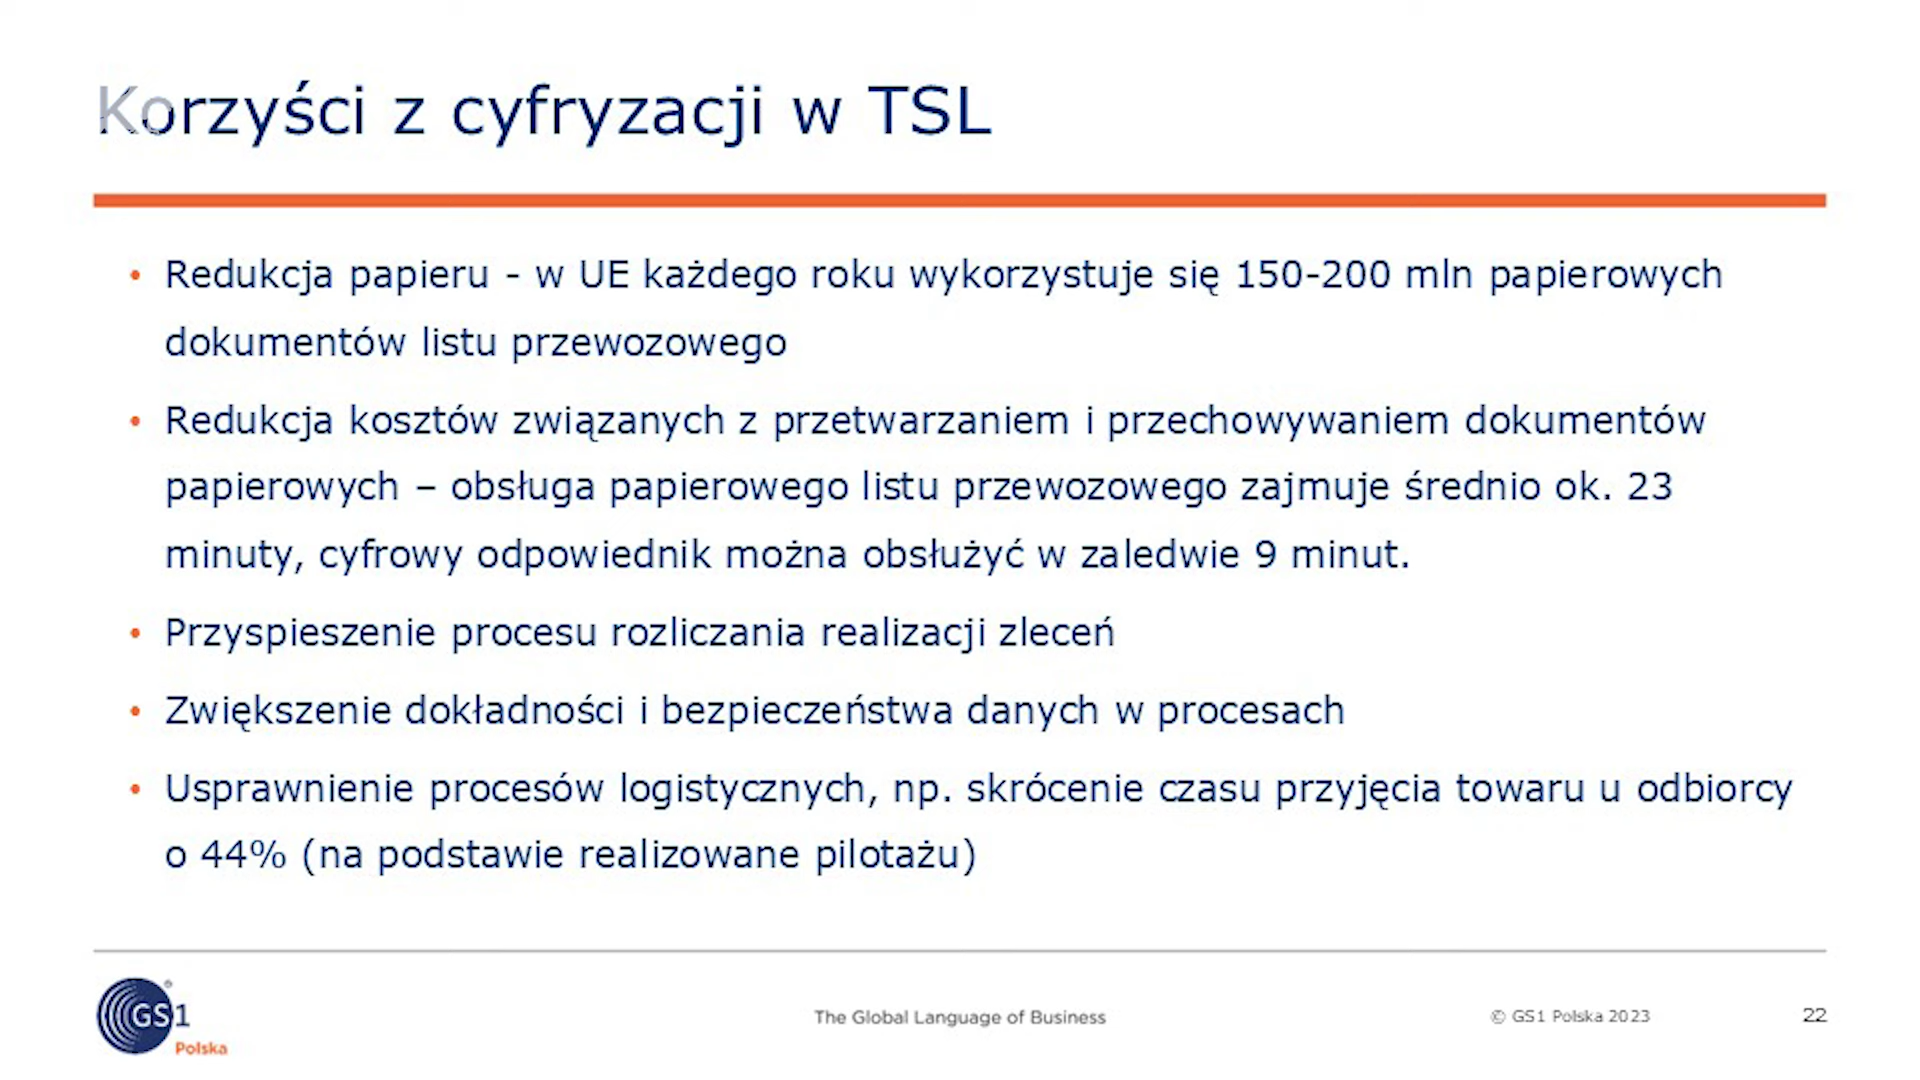 Korzyści z cyfryzacji w TSL
• Redukcja papieru - w UE każdego roku wykorzystuje się 150-200 mln papierowych
dokumentów listu przewozowego
• Redukcja kosztów związanych z przetwarzaniem i przechowywaniem dokumentów
papierowych – obsługa papierowego listu przewozowego zajmuje średnio ok. 23
minuty, cyfrowy odpowiednik można obsłużyć w zaledwie 9 minut.
• Przyspieszenie procesu rozliczania realizacji zleceń
• Zwiększenie dokładności i bezpieczeństwa danych w procesach
• Usprawnienie procesów logistycznych, np. skrócenie czasu przyjęcia towaru u odbiorcy
o 44% (na podstawie realizowane pilotażu)
GS1®
Polska
The Global Language of Business
© GS1 Polska 2023
22